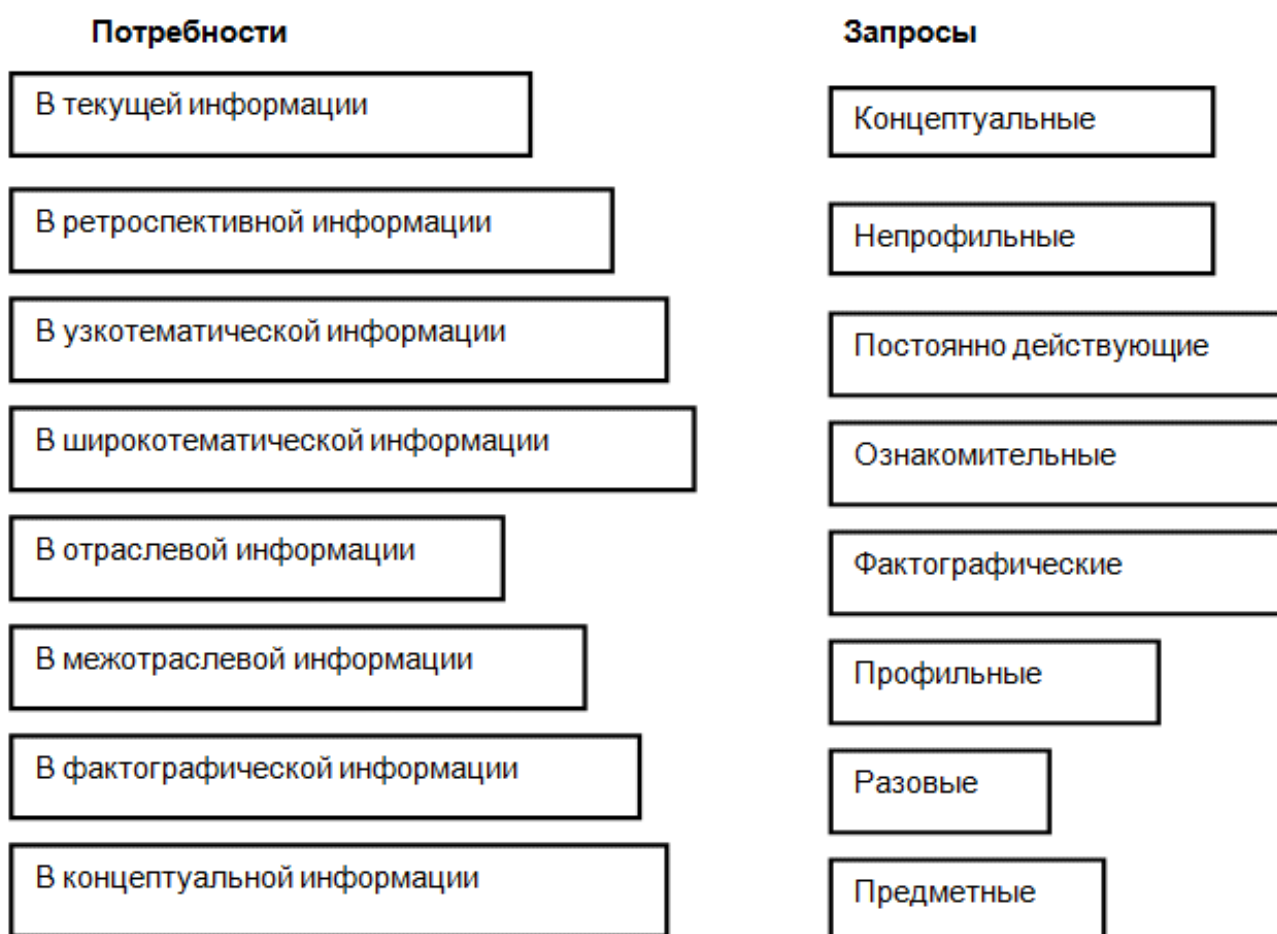 Потребности
Запросы
В текущей информации
Концептуальные
В ретроспективной информации
Непрофильные
В узкотематической информации
Постоянно действующие
В широкотематической информации
Ознакомительные
В отраслевой информации
Фактографические
В межотраслевой информации
Профильные
В фактографической информации
Разовые
В концептуальной информации
Предметные